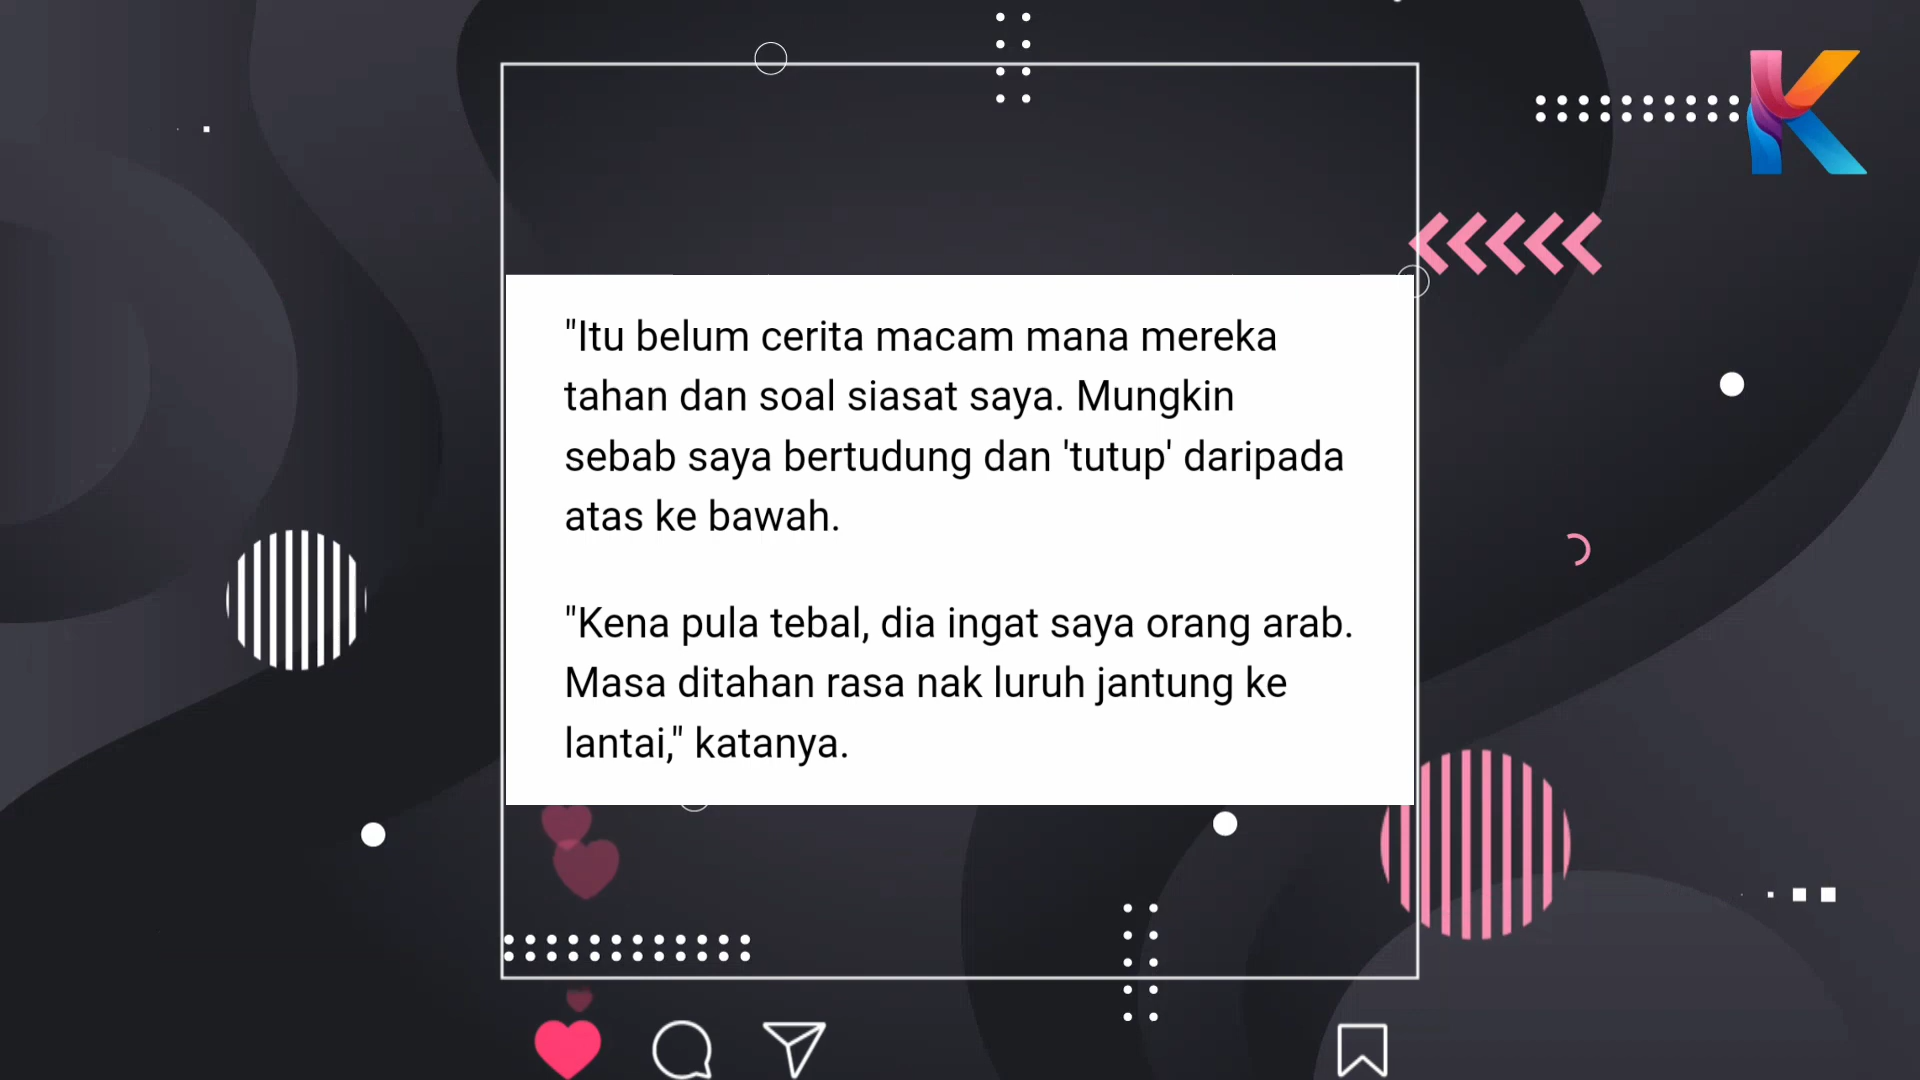 "Itu belum cerita macam mana mereka
tahan dan soal siasat saya. Mungkin
sebab saya bertudung dan 'tutup' daripada
atas ke bawah.
"Kena pula tebal, dia ingat saya orang arab.
Masa ditahan rasa nak luruh jantung ke
lantai," katanya.